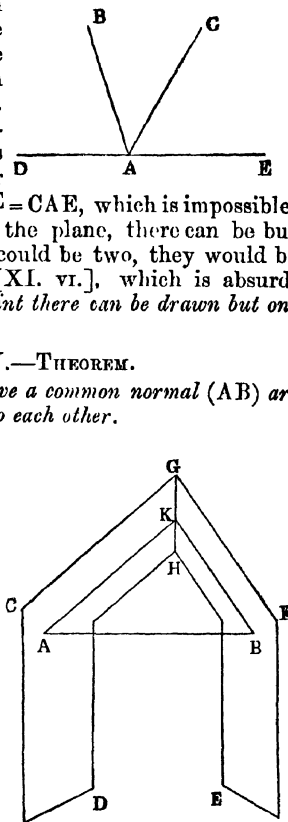 B
C
D A E
E = CAE, which is impossible
the plane, there can be bu
could be two, they would b
[XI. VI.], which is absurd
int there can be drawn but on
.—THEOREM.
ve a common normal (AB) ar
o each other.
G
K
H
C
F
A B
D E